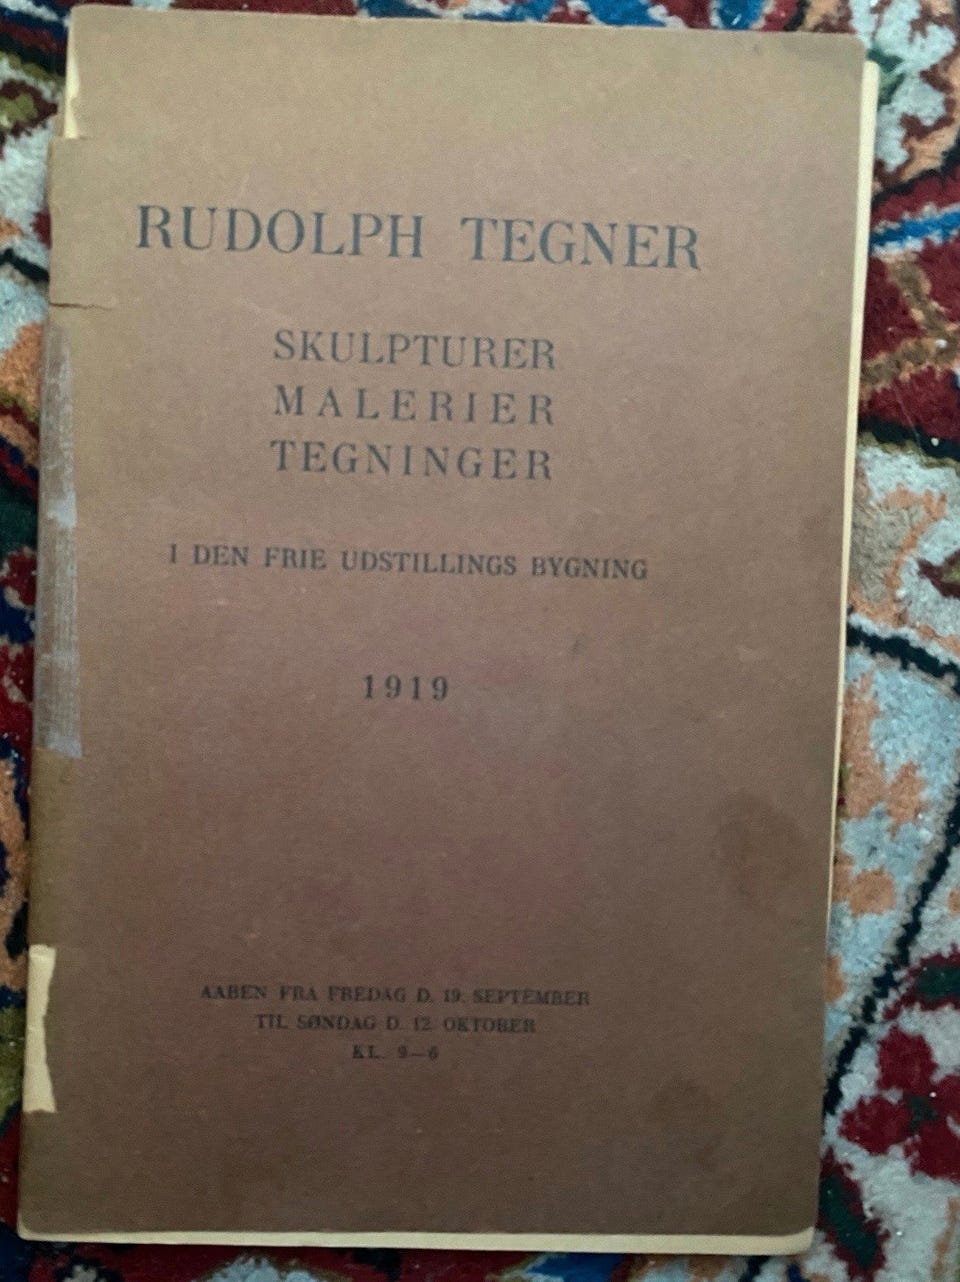 RUDOLPH TEGNER
SKULPTURER
MALERIER
TEGNINGER
I DEN FRIE UDSTILLINGS BYGNING
1919
AABEN FRA FREDAG D. 19. SEPTEMBER
TIL SØNDAG D. 12. OKTOBER
KL. 9—6